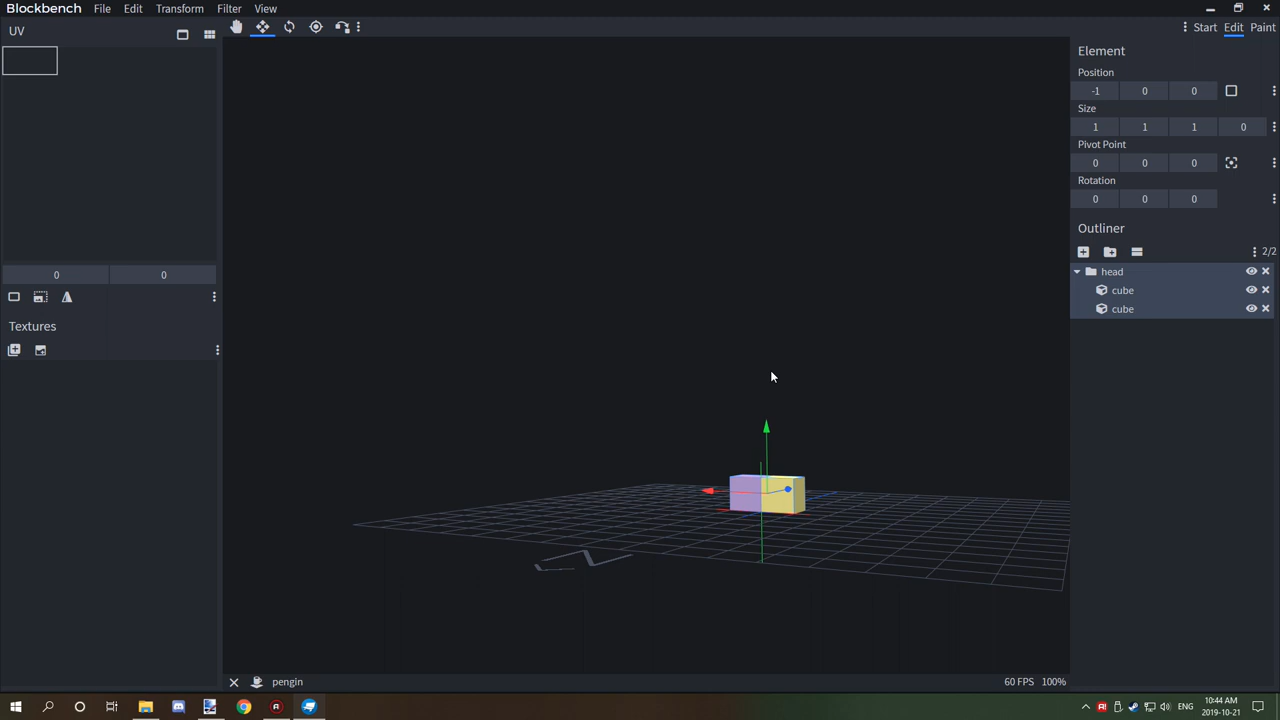 Blockbench File Edit Transform Filter View
UV
Start Edit Paint
Element
Position
-1 0 0
Size
1 1 1 0
Pivot Point
0 0 0
Rotation
0 0 0
Outliner
2/2
head
cube
cube
0 0
Textures
pengin
60 FPS 100%
ENG
10:44 AM
2019-10-21